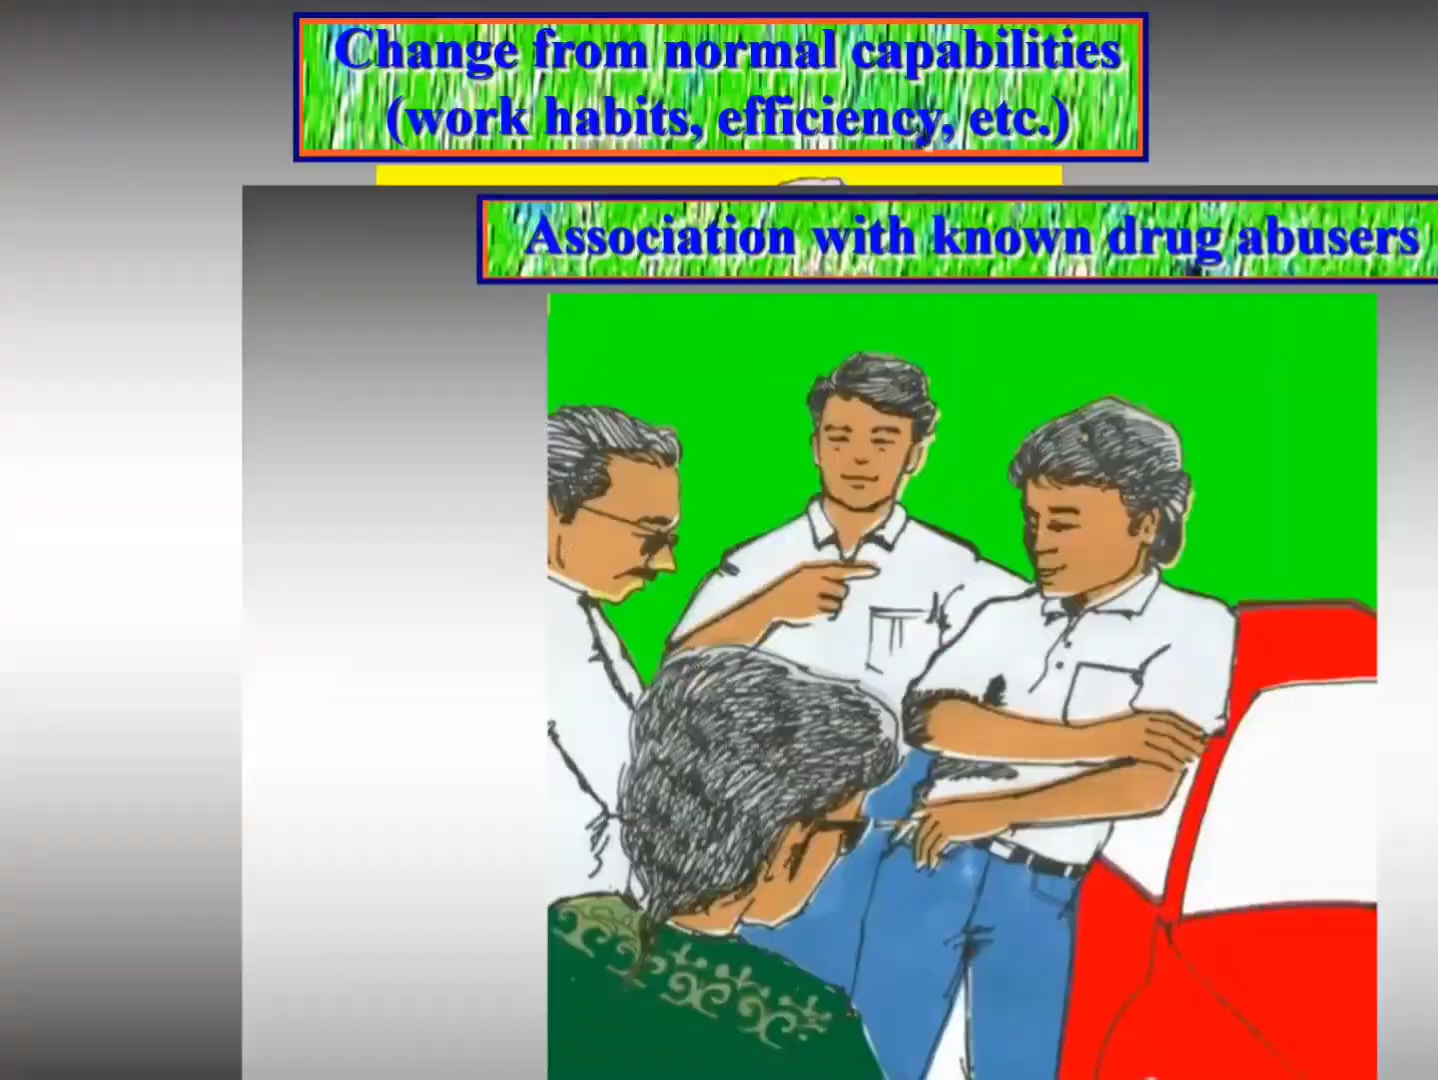 Change from normal capabilities
(work habits, efficiency, etc.)
Association with known drug abusers